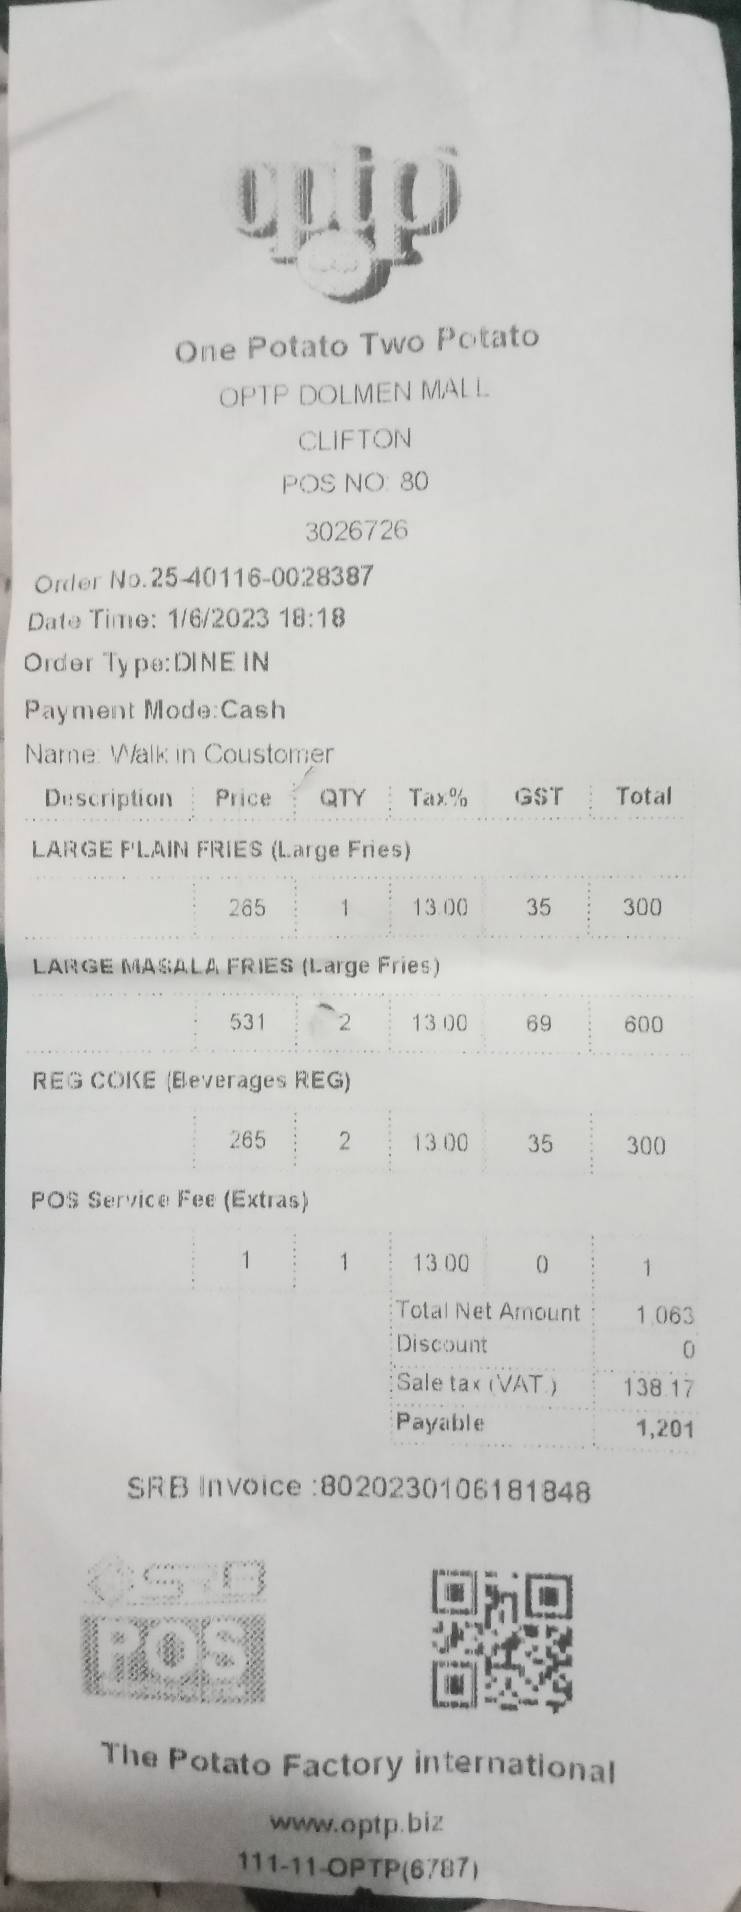 optp
One Potato Two Potato
OPTP DOLMEN MALL
CLIFTON
POS NO: 80
3026726
Order No.25-40116-0028387
Date Time: 1/6/2023 18:18
Order Type:DINE IN
Payment Mode:Cash
Name: Walk in Coustomer
Description Price QTY Tax% GST Total
LARGE PLAIN FRIES (Large Fries)
265 1 13.00 35 300
LARGE MASALA FRIES (Large Fries)
531 2 13.00 69 600
REG COKE (Beverages REG)
265 2 13.00 35 300
POS Service Fee (Extras)
1 1 13.00 0 1
Total Net Amount 1,063
Discount 0
Sale tax (VAT.) 138.17
Payable 1,201
SRB Invoice :8020230106181848
SRB
POS
The Potato Factory international
www.optp.biz
111-11-OPTP(6787)